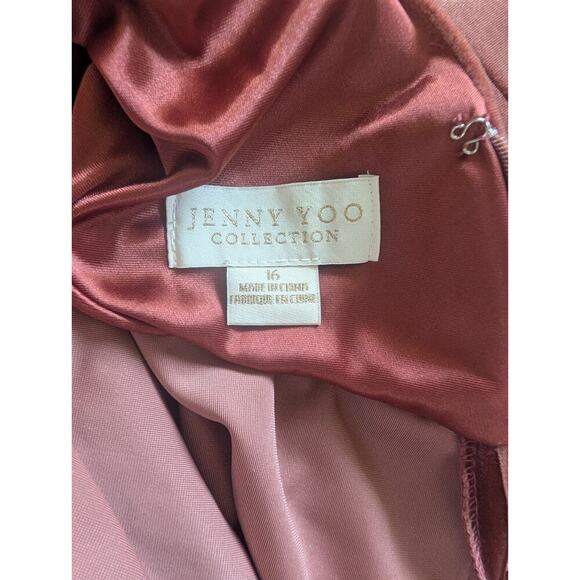 JENNY YOO
COLLECTION
16
MADE IN CHINA
FABRIQUE EN CHINE